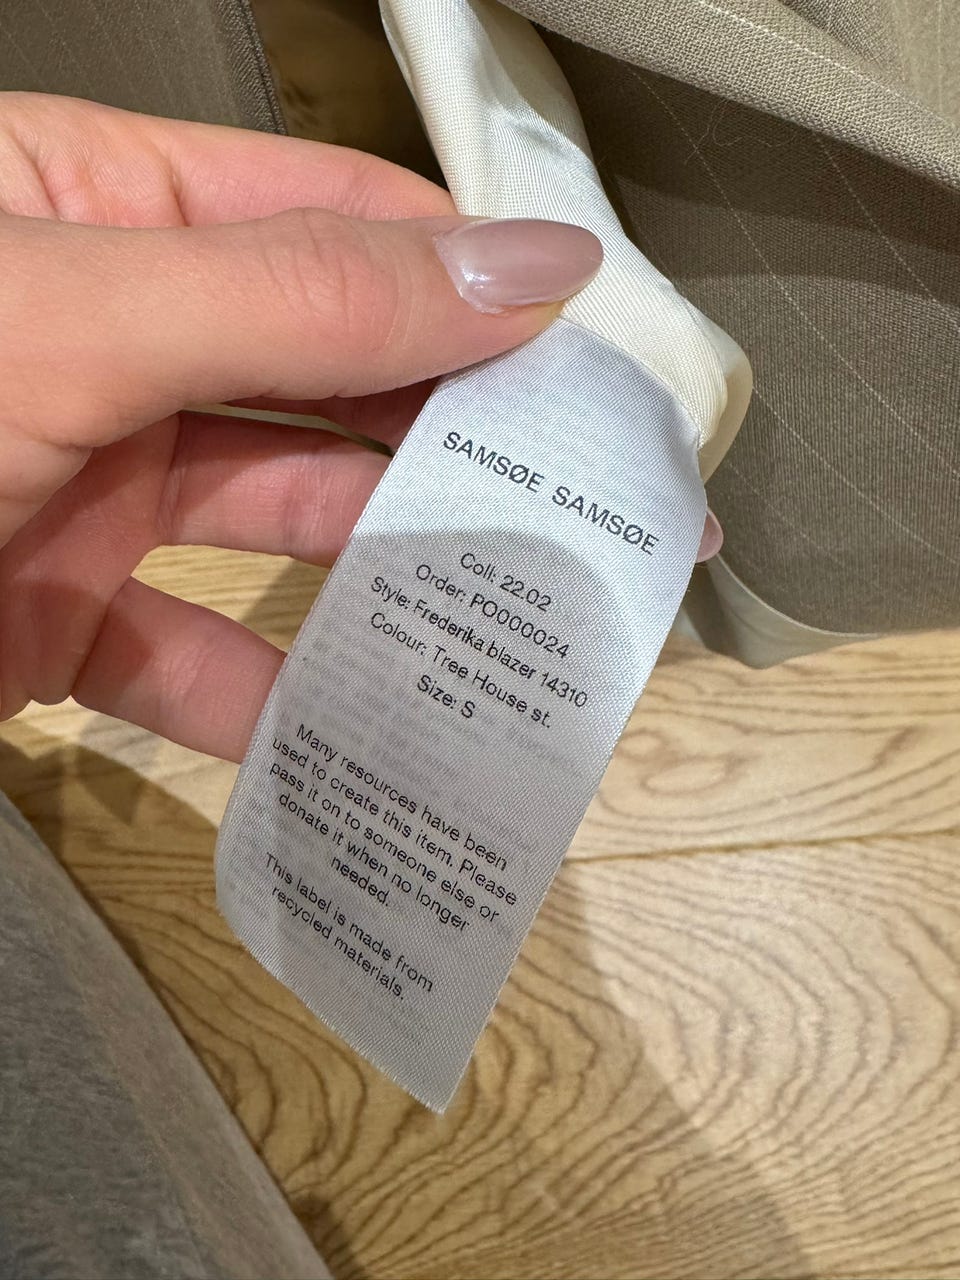 SAMSØE SAMSØE
Coll: 22.02
Order: PO000024
Style: Frederika blazer 14310
Colour: Tree House st.
Size: S
Many resources have been
used to create this item. Please
pass it on to someone else or
donate it when no longer
needed.
This label is made from
recycled materials.